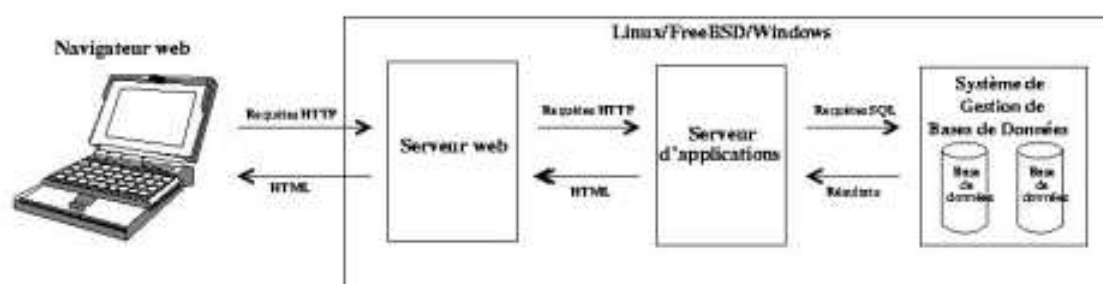 Linux/FreeBSD/Windows
Navigateur web
Requêtes HTTP
HTML
Serveur web
Requêtes HTTP
HTML
Serveur
d'applications
Requêtes SQL
Résultats
Système de
Gestion de
Bases de Données
Base
de
données
Base
de
données